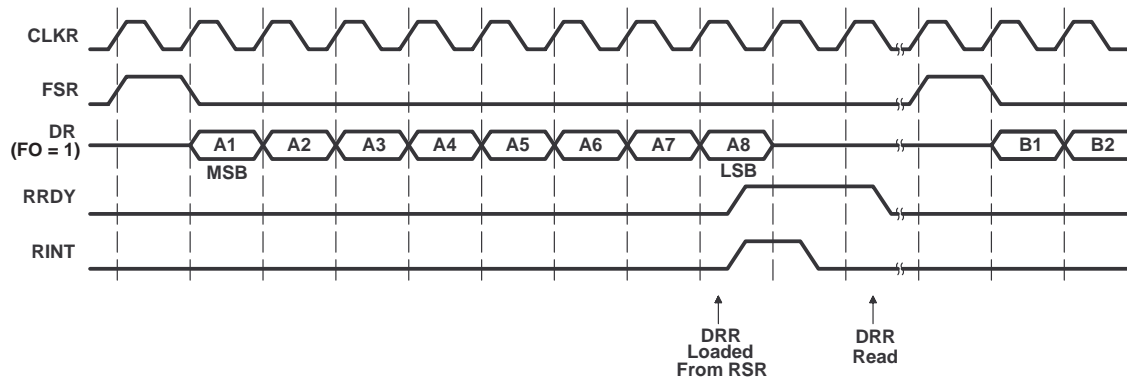 CLKR
FSR
DR
(FO = 1)
A1 A2 A3 A4 A5 A6 A7 A8 B1 B2
MSB LSB
RRDY
RINT
DRR
Loaded
From RSR
DRR
Read